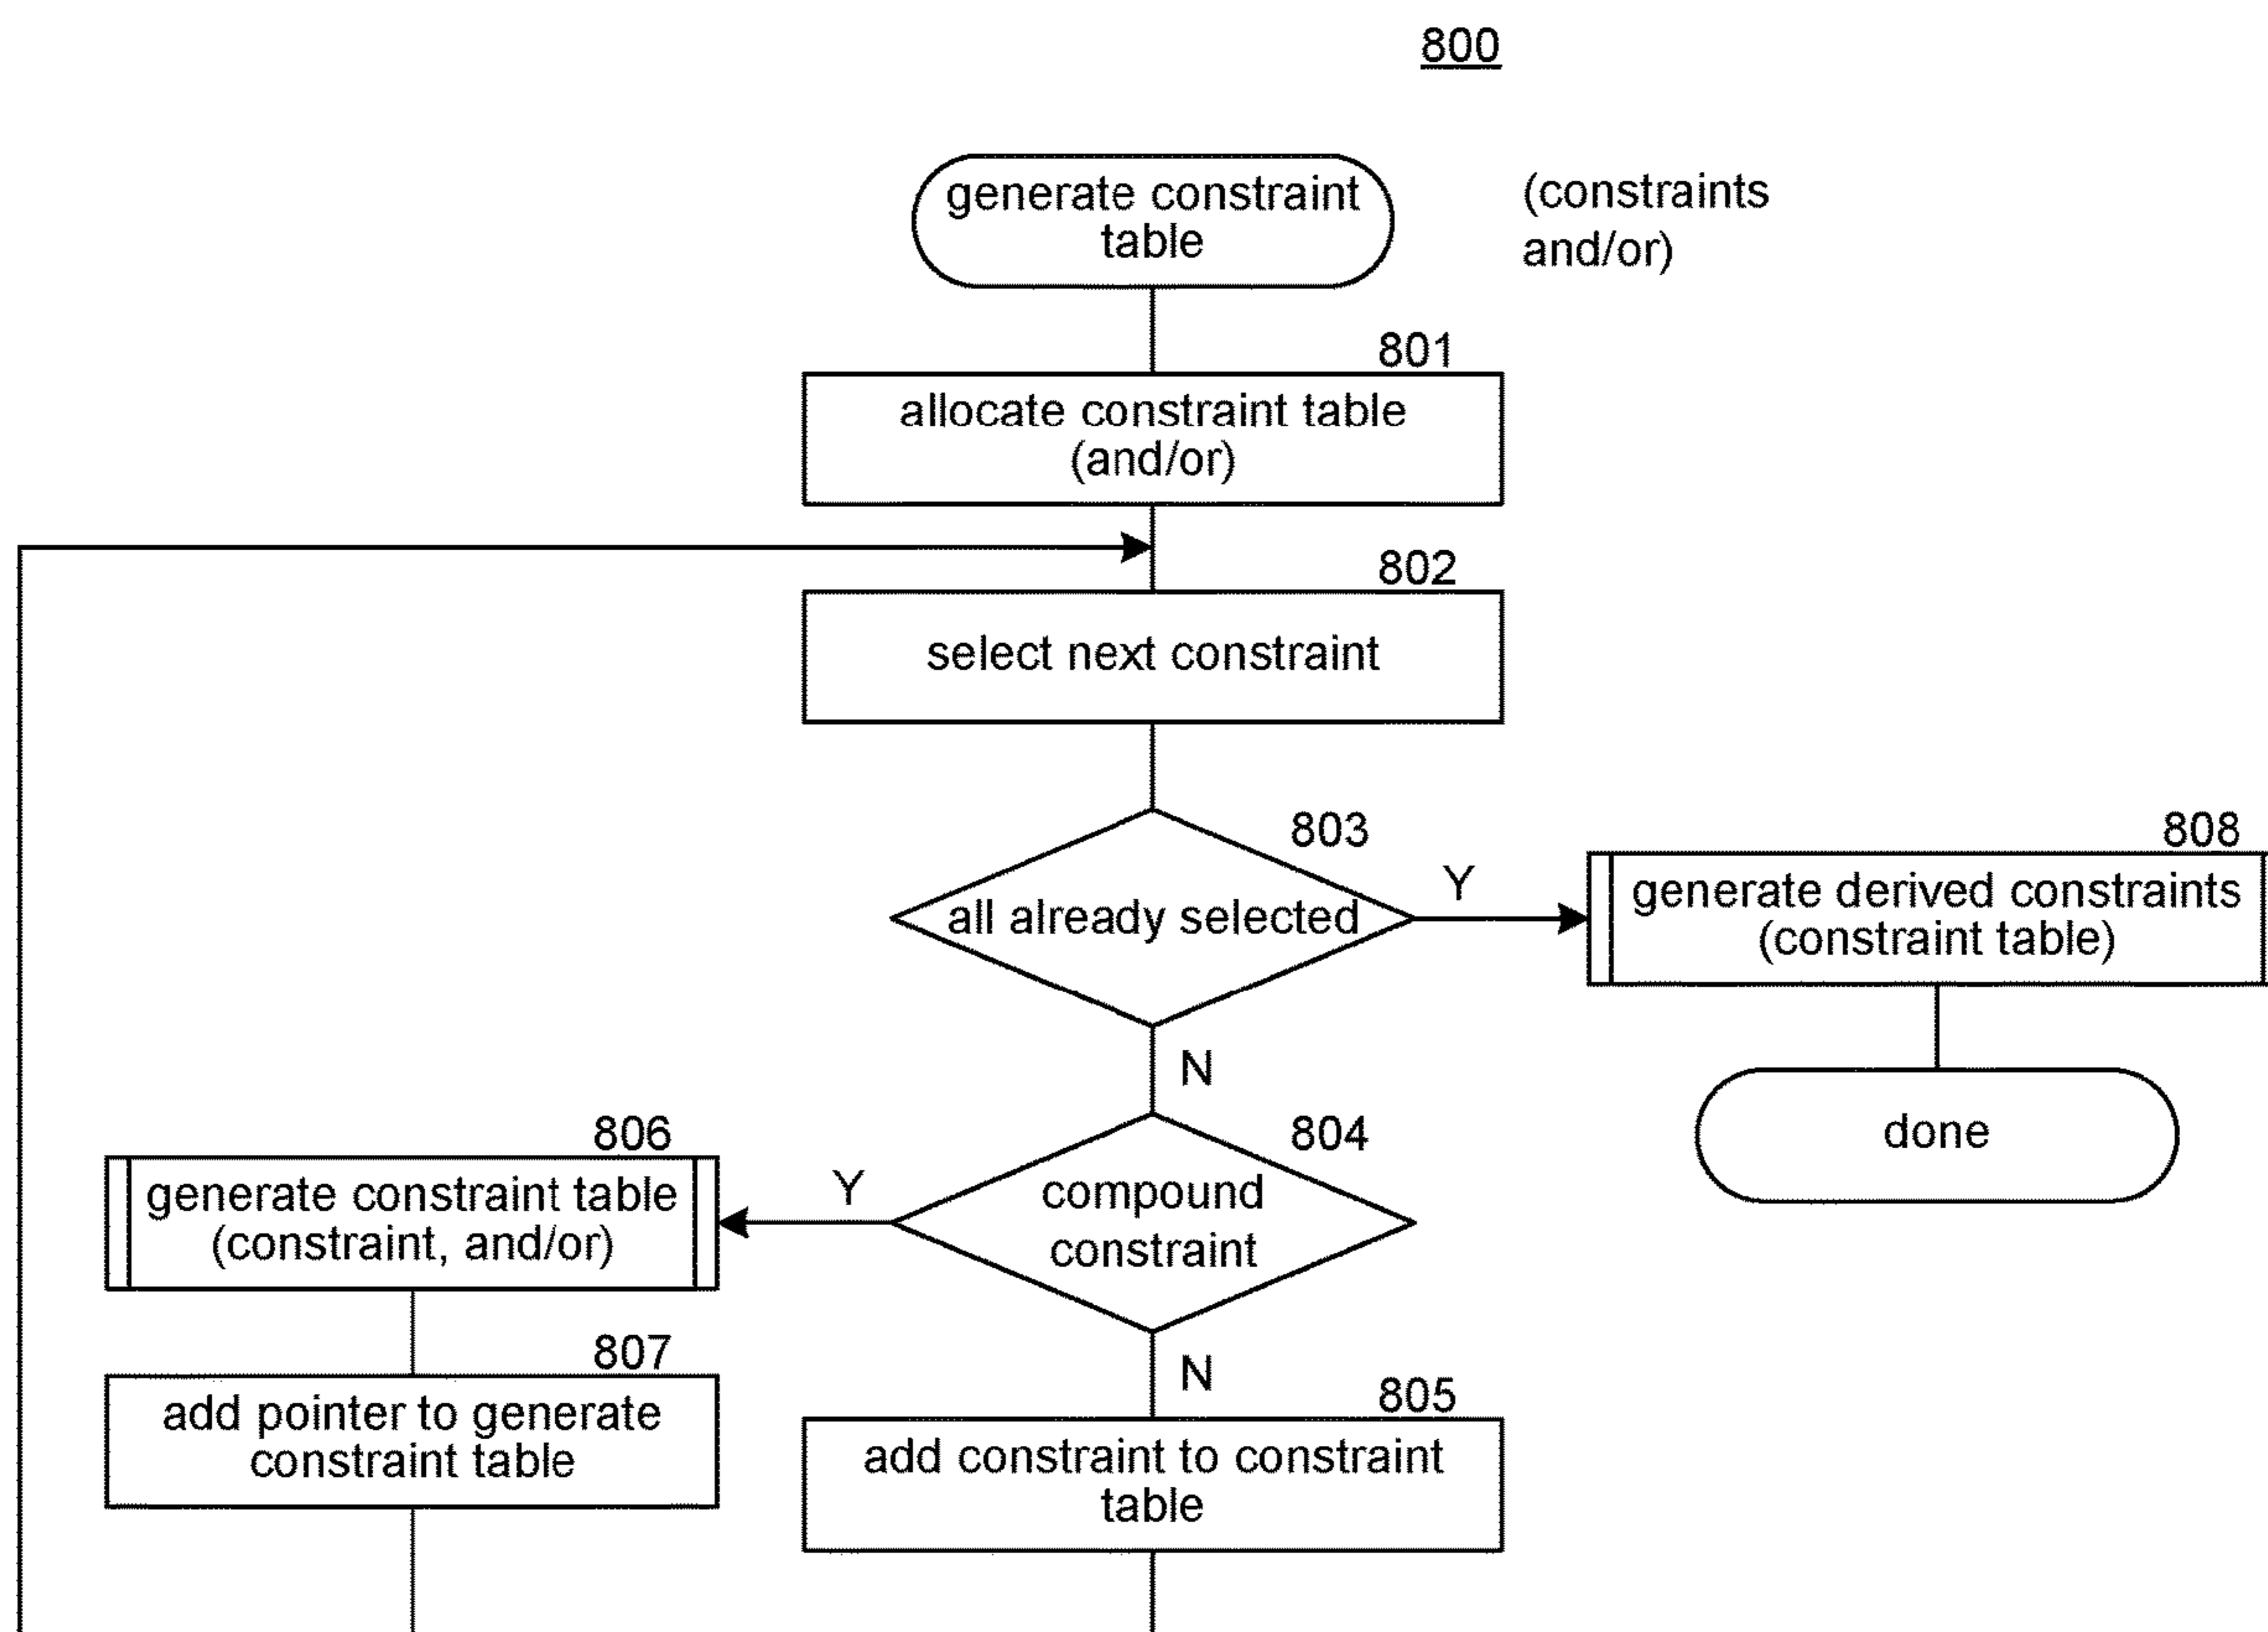 800
generate constraint
table
(constraints
and/or)
801
allocate constraint table
(and/or)
802
select next constraint
803
all already selected
Y
808
generate derived constraints
(constraint table)
done
N
804
compound
constraint
Y
806
generate constraint table
(constraint, and/or)
807
add pointer to generate
constraint table
N
805
add constraint to constraint
table